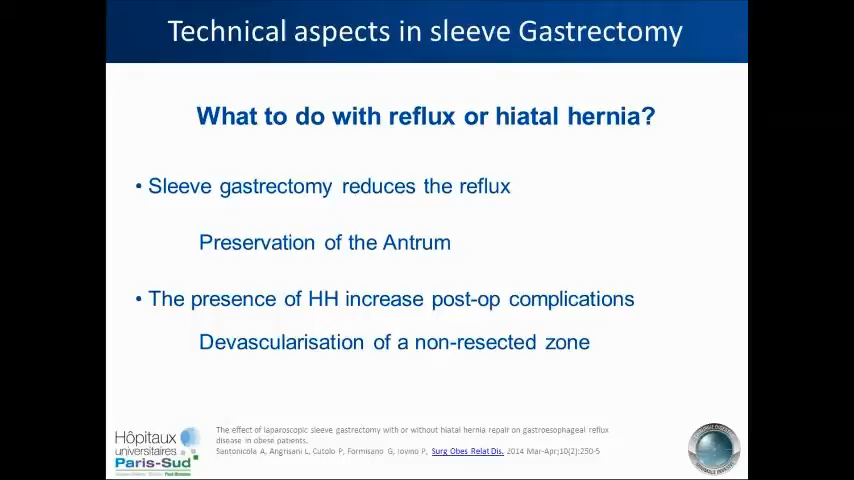 Technical aspects in sleeve Gastrectomy
What to do with reflux or hiatal hernia?
• Sleeve gastrectomy reduces the reflux
Preservation of the Antrum
• The presence of HH increase post-op complications
Devascularisation of a non-resected zone
The effect of laparoscopic sleeve gastrectomy with or without hiatal hernia repair on gastroesophageal reflux
disease in obese patients.
Santonicola A, Angrisani L, Cutolo P, Formisano G, Iovino P, Surg Obes Relat Dis. 2014 Mar-Apr;10(2):250-5
Hôpitaux
universitaires
Paris-Sud